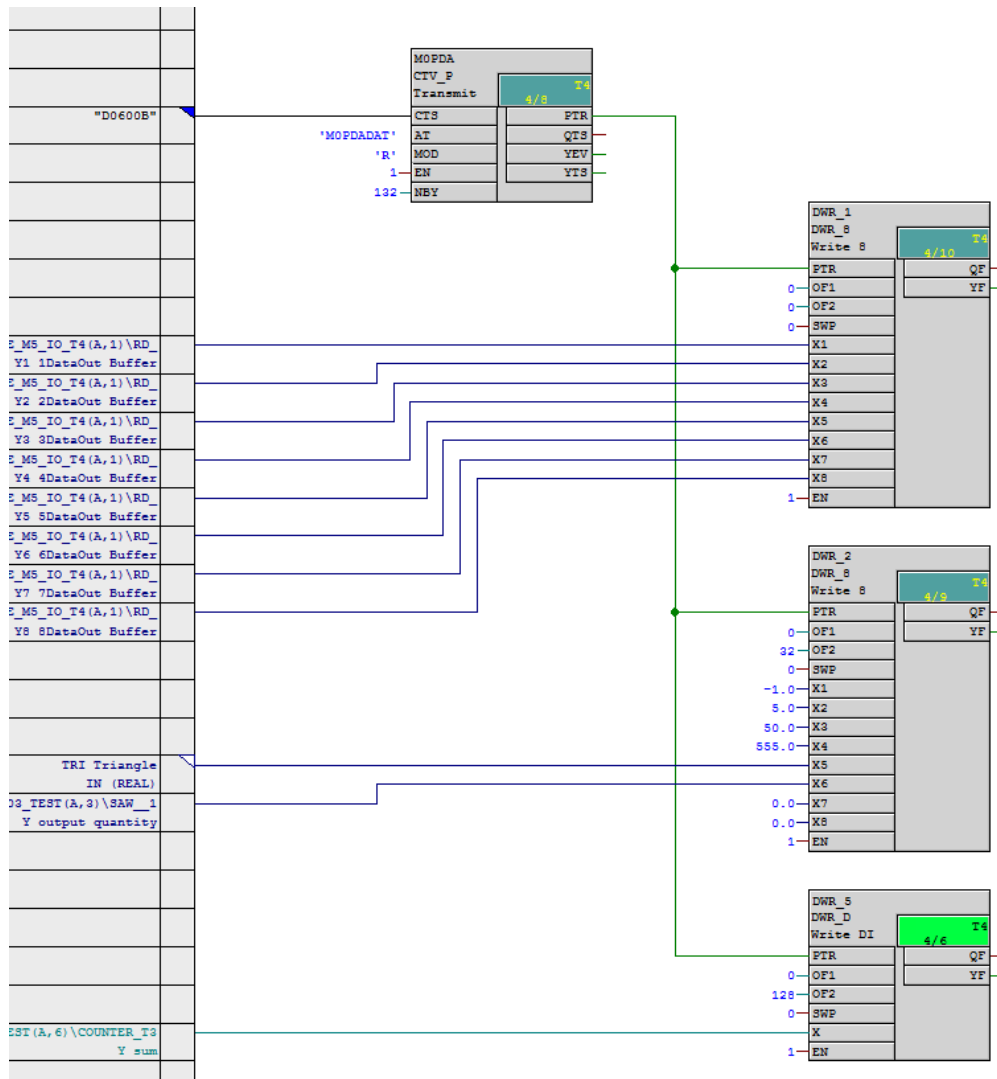 M0PDA
CTV_P
Transmit
T4
4/8
"D0600B"
CTS
PTR
'M0PDADAT'
AT
QTS
'R'
MOD
YEV
1
EN
YTS
132
NBY
DWR_1
DWR_8
Write 8
T4
4/10
PTR
QF
0
OF1
YF
0
OF2
0
SWP
E_M5_IO_T4(A,1)\RD_
X1
Y1 1DataOut Buffer
X2
E_M5_IO_T4(A,1)\RD_
X3
Y2 2DataOut Buffer
X4
E_M5_IO_T4(A,1)\RD_
X5
Y3 3DataOut Buffer
X6
E_M5_IO_T4(A,1)\RD_
X7
Y4 4DataOut Buffer
X8
E_M5_IO_T4(A,1)\RD_
1
EN
Y5 5DataOut Buffer
E_M5_IO_T4(A,1)\RD_
Y6 6DataOut Buffer
E_M5_IO_T4(A,1)\RD_
Y7 7DataOut Buffer
E_M5_IO_T4(A,1)\RD_
Y8 8DataOut Buffer
DWR_2
DWR_8
Write 8
T4
4/9
PTR
QF
0
OF1
YF
32
OF2
0
SWP
-1.0
X1
5.0
X2
50.0
X3
555.0
X4
TRI Triangle
X5
IN (REAL)
X6
03_TEST(A,3)\SAW__1
0.0
X7
Y output quantity
0.0
X8
1
EN
DWR_5
DWR_D
Write DI
T4
4/6
PTR
QF
0
OF1
YF
128
OF2
0
SWP
EST(A,6)\COUNTER_T3
X
Y sum
1
EN